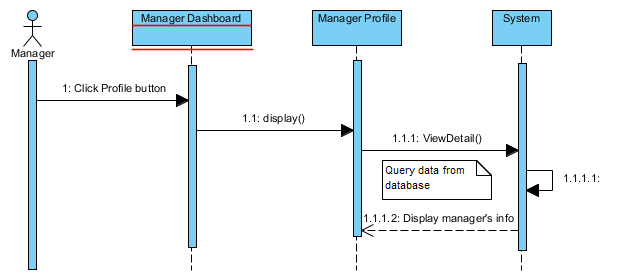 Manager Dashboard
Manager Profile
System
Manager
1: Click Profile button
1.1: display()
1.1.1: ViewDetail()
Query data from
database
1.1.1.1:
1.1.1.2: Display manager's info